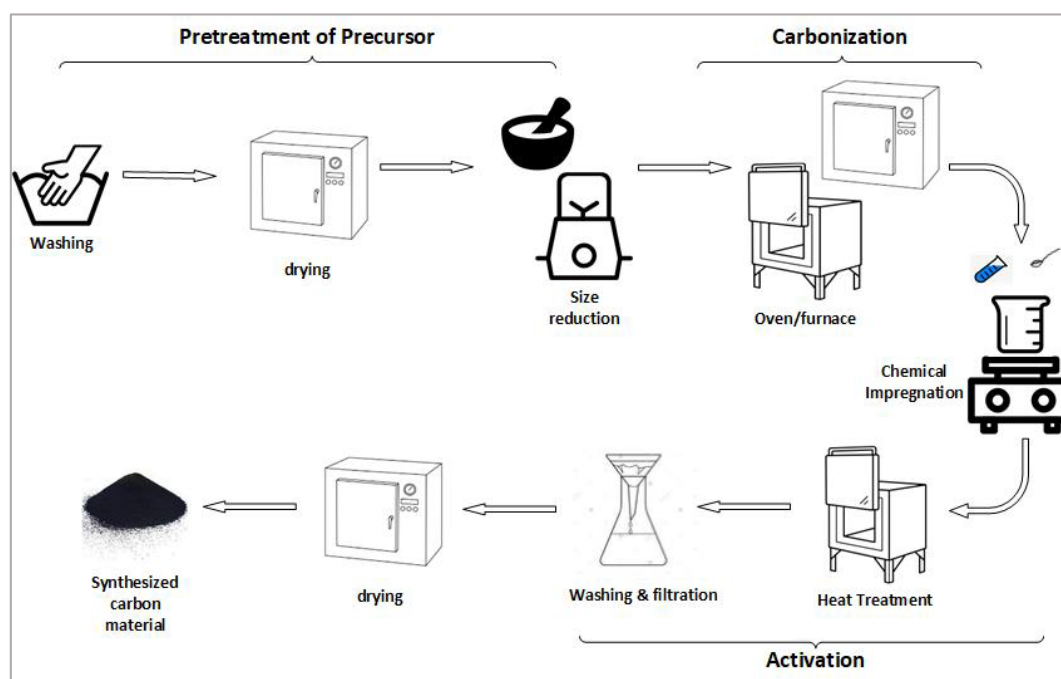 Pretreatment of Precursor
Carbonization
Washing
drying
Size
reduction
Oven/furnace
Chemical
Impregnation
Synthesized
carbon
material
drying
Washing & filtration
Heat Treatment
Activation